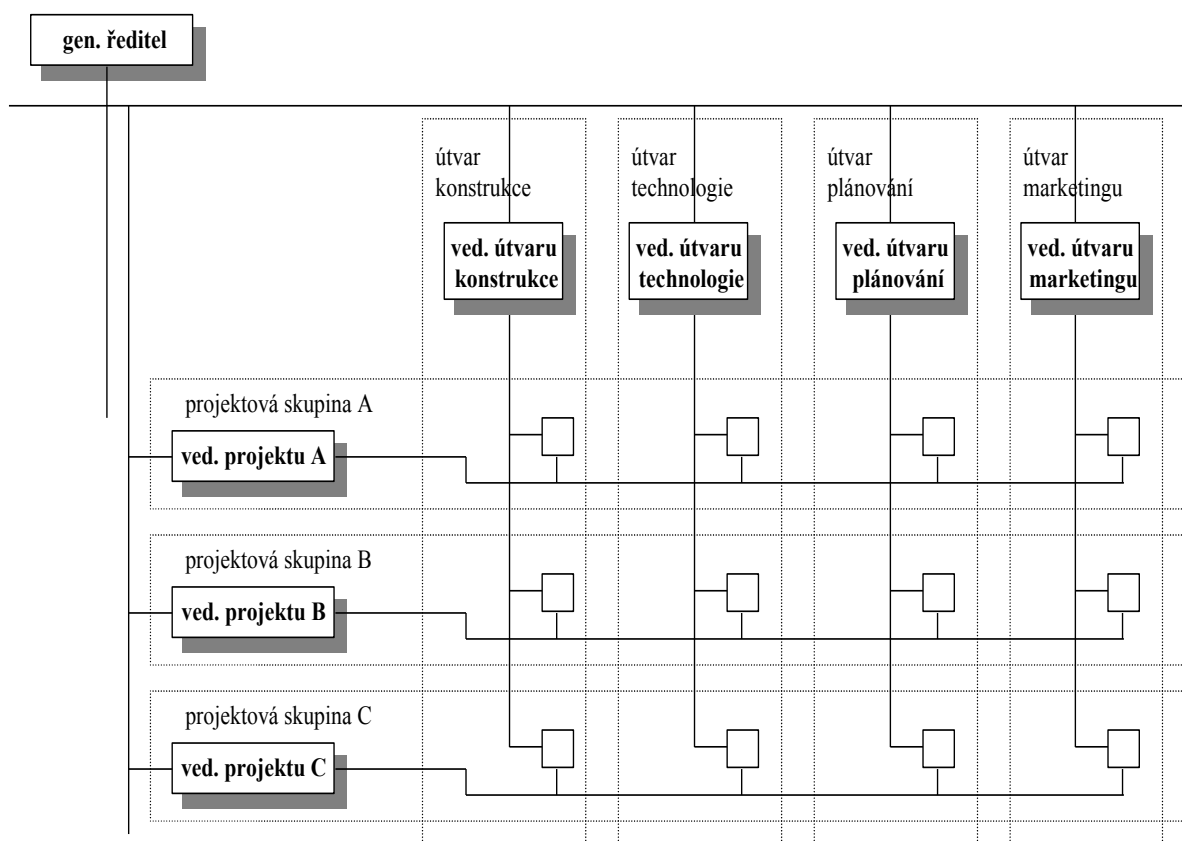 gen. ředitel
útvar
konstrukce
útvar
technologie
útvar
plánování
útvar
marketingu
ved. útvaru
konstrukce
ved. útvaru
technologie
ved. útvaru
plánování
ved. útvaru
marketingu
projektová skupina A
ved. projektu A
projektová skupina B
ved. projektu B
projektová skupina C
ved. projektu C